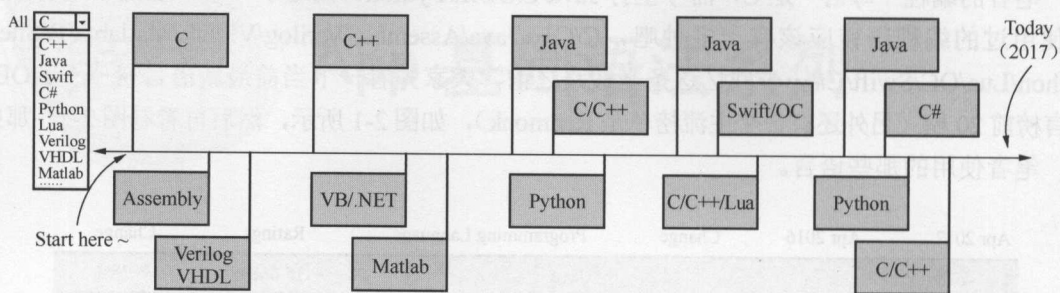 All C
C++
Java
Swift
C#
Python
Lua
Verilog
VHDL
Matlab
......
C
C++
Java
Java
Java
Today
(2017)
C/C++
Swift/OC
C#
Assembly
VB/.NET
Python
C/C++/Lua
Python
Start here ~
Verilog
VHDL
Matlab
C/C++